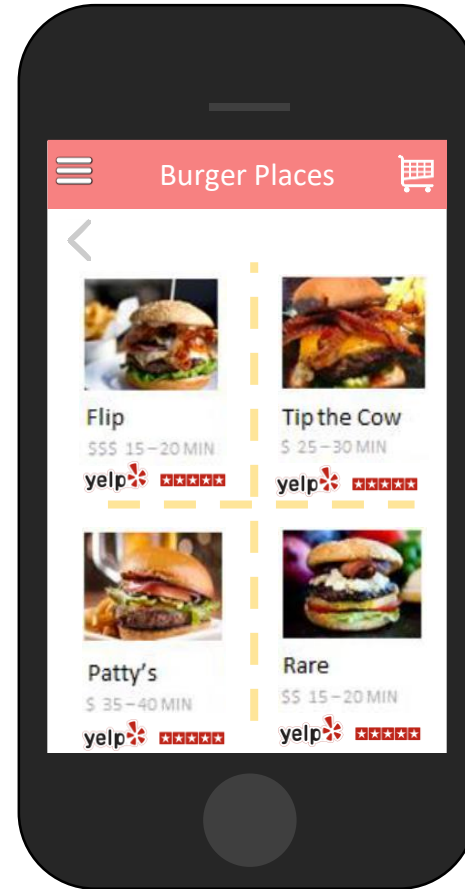 Burger Places
Flip
$$$ 15–20 MIN
yelp
Tip the Cow
$ 25–30 MIN
yelp
Patty's
$ 35–40 MIN
yelp
Rare
$$ 15–20 MIN
yelp